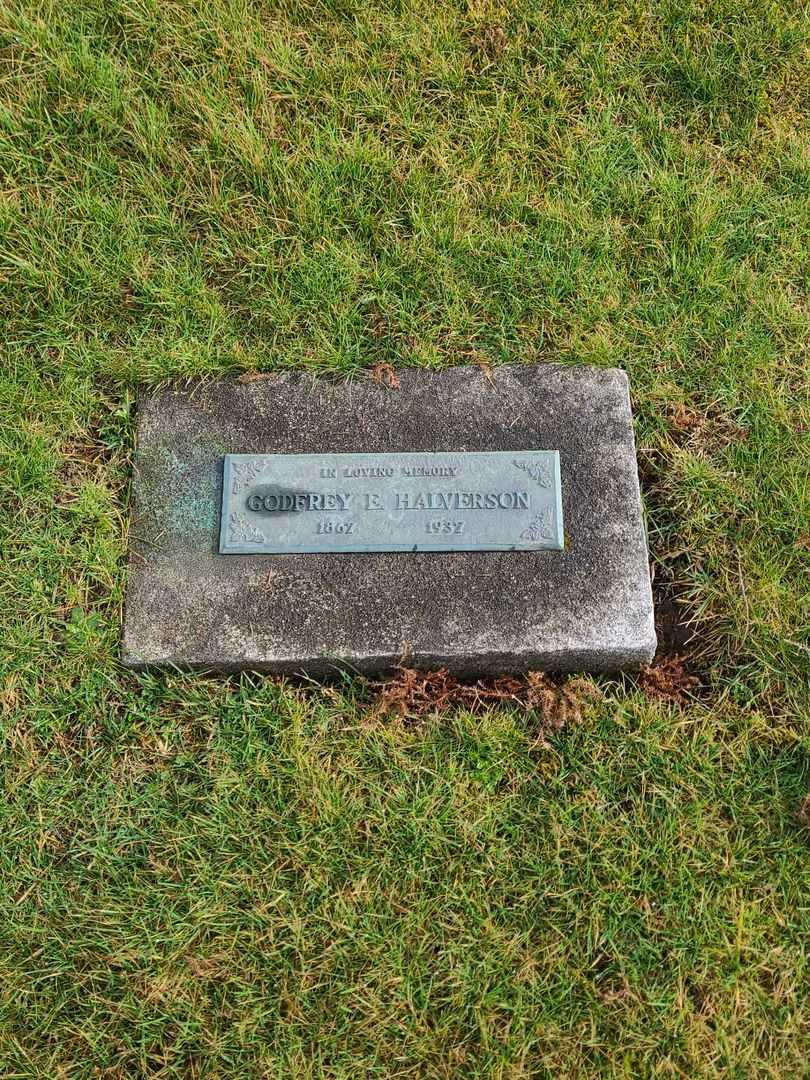 IN LOVING MEMORY
GODFREY E. HALVERSON
1867 1937